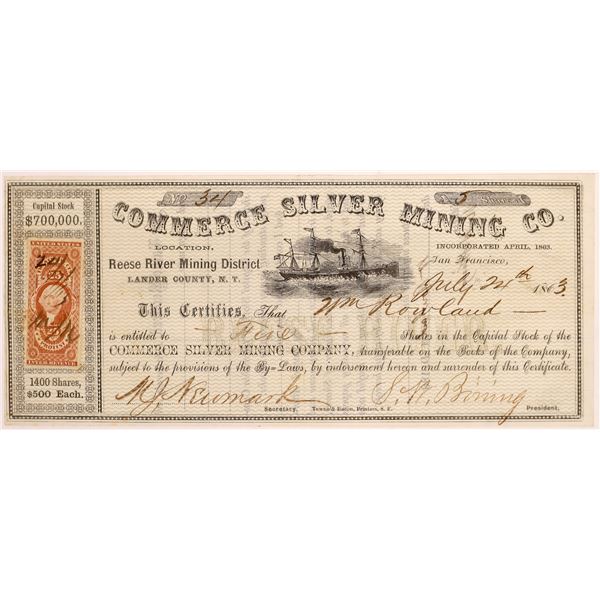 No. 34
5 Shares
COMMERCE SILVER MINING CO.
Capital Stock
$700,000.
LOCATION,
Reese River Mining District
LANDER COUNTY, N. T.
INCORPORATED APRIL, 1863.
San Francisco,
July 24th 1863
This Certifies, That Wm Rowland
is entitled to Five Shares in the Capital Stock of the
COMMERCE SILVER MINING COMPANY, transferable on the Books of the Company,
subject to the provisions of the By=Laws, by endorsement hereon and surrender of this Certificate.
1400 Shares,
$500 Each.
M. J. Newmark
Secretary.
Towne & Bacon, Printers, S. F.
President.